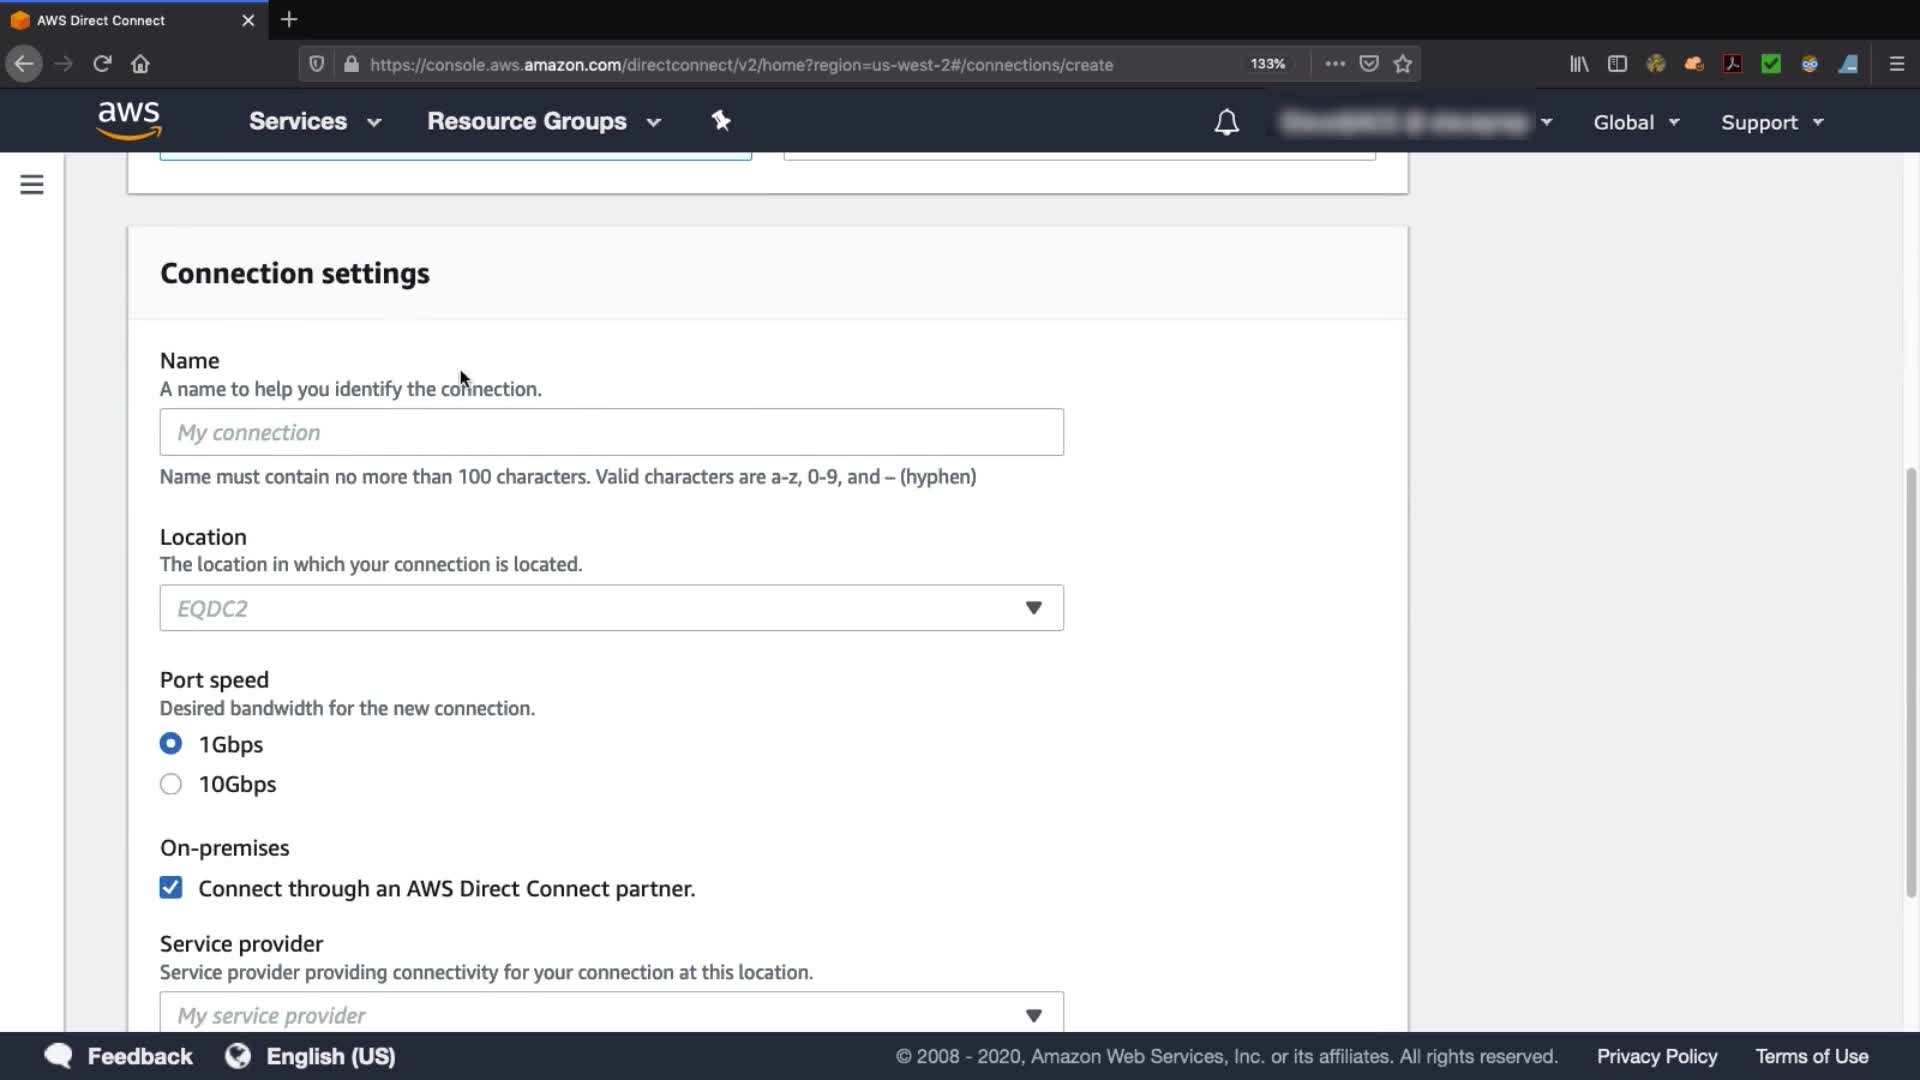 AWS Direct Connect
https://console.aws.amazon.com/directconnect/v2/home?region=us-west-2#/connections/create
133%
aws
Services
Resource Groups
Global
Support
Connection settings
Name
A name to help you identify the connection.
My connection
Name must contain no more than 100 characters. Valid characters are a-z, 0-9, and – (hyphen)
Location
The location in which your connection is located.
EQDC2
Port speed
Desired bandwidth for the new connection.
1Gbps
10Gbps
On-premises
Connect through an AWS Direct Connect partner.
Service provider
Service provider providing connectivity for your connection at this location.
My service provider
Feedback
English (US)
© 2008 - 2020, Amazon Web Services, Inc. or its affiliates. All rights reserved.
Privacy Policy
Terms of Use